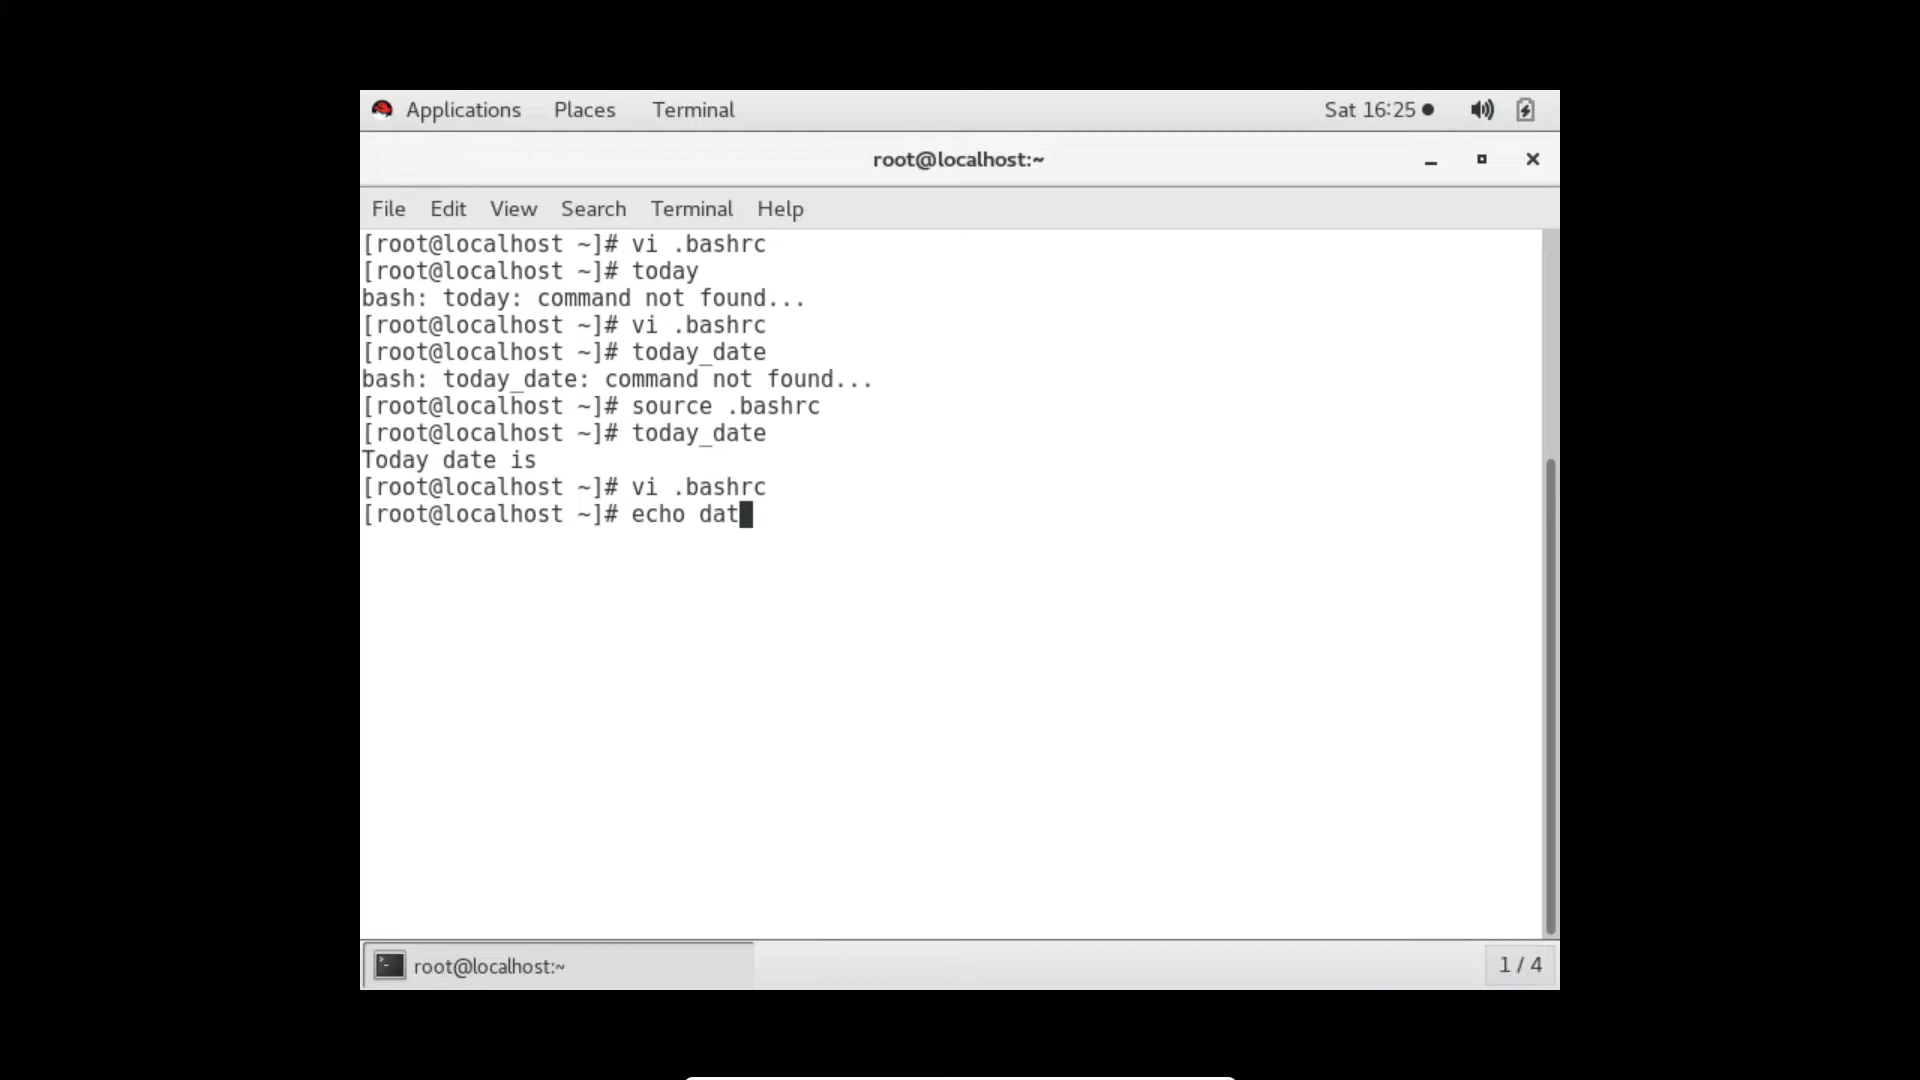 Applications Places Terminal Sat 16:25
root@localhost:~
File Edit View Search Terminal Help
[root@localhost ~]# vi .bashrc
[root@localhost ~]# today
bash: today: command not found...
[root@localhost ~]# vi .bashrc
[root@localhost ~]# today_date
bash: today_date: command not found...
[root@localhost ~]# source .bashrc
[root@localhost ~]# today_date
Today date is
[root@localhost ~]# vi .bashrc
[root@localhost ~]# echo dat
root@localhost:~ 1 / 4